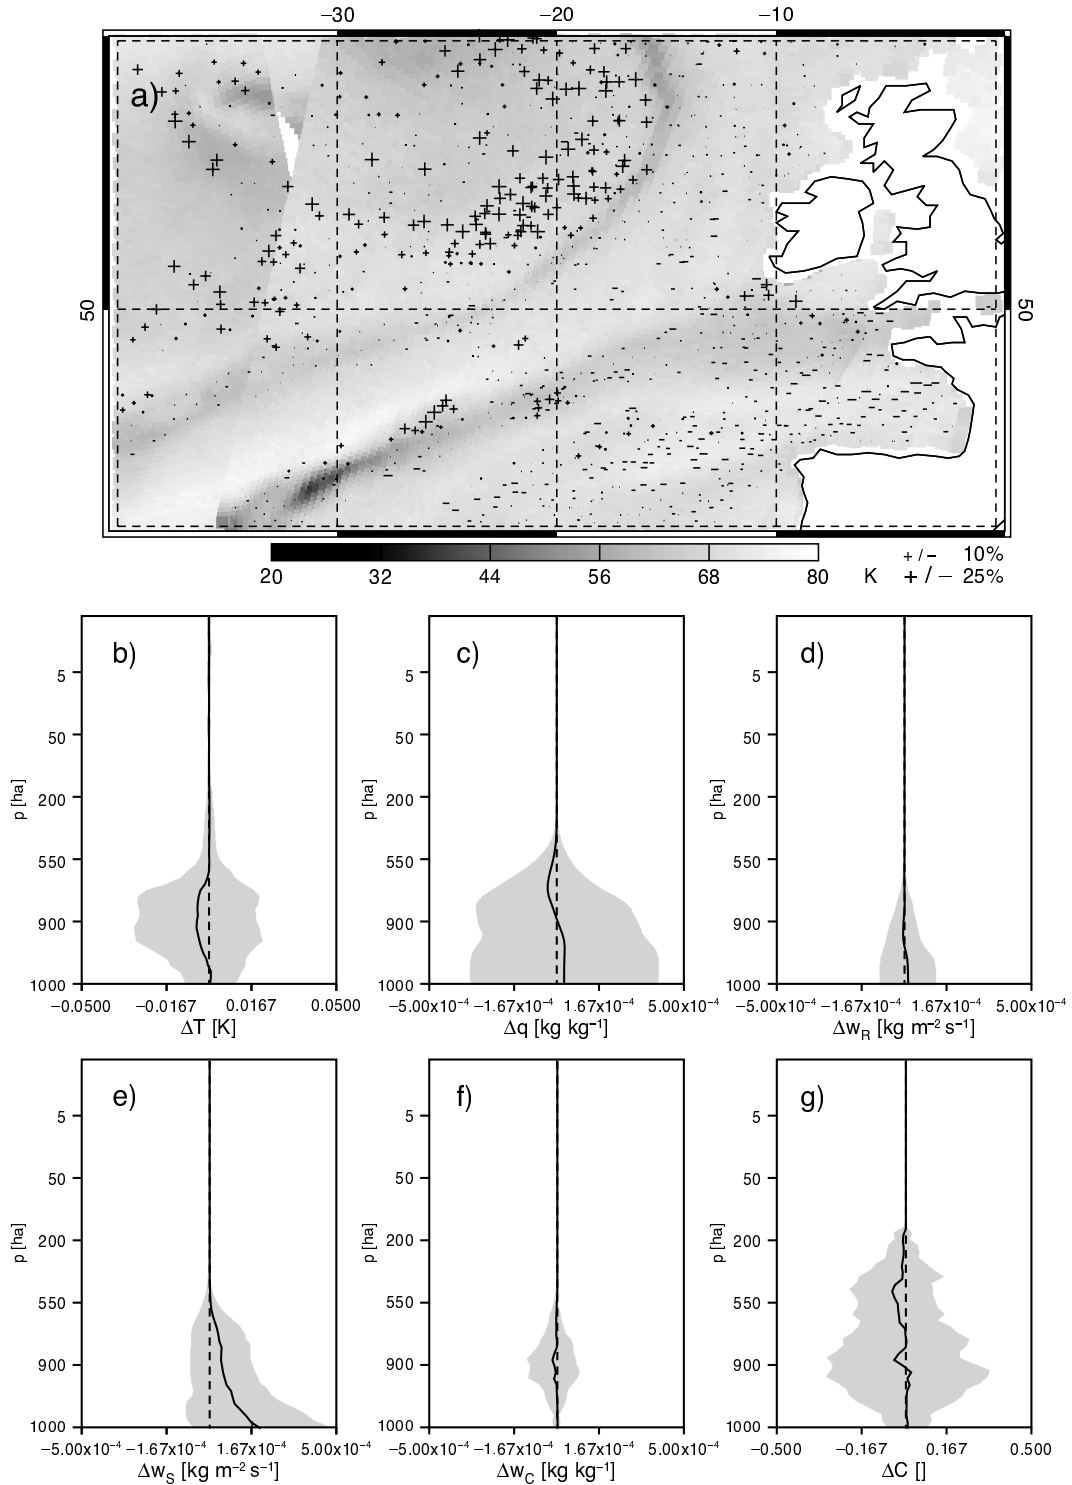 −30 −20 −10
a)
50 50
+ / − 10%
20 32 44 56 68 80 K + / − 25%
b) c) d)
5 5 5
50 50 50
p [ha] p [ha] p [ha]
200 200 200
550 550 550
900 900 900
1000 1000 1000
−0.0500 −0.0167 0.0167 0.0500 −5.00x10⁻⁴ −1.67x10⁻⁴ 1.67x10⁻⁴ 5.00x10⁻⁴ −5.00x10⁻⁴ −1.67x10⁻⁴ 1.67x10⁻⁴ 5.00x10⁻⁴
ΔT [K] Δq [kg kg⁻¹] Δw_R [kg m⁻² s⁻¹]
e) f) g)
5 5 5
50 50 50
p [ha] p [ha] p [ha]
200 200 200
550 550 550
900 900 900
1000 1000 1000
−5.00x10⁻⁴ −1.67x10⁻⁴ 1.67x10⁻⁴ 5.00x10⁻⁴ −5.00x10⁻⁴ −1.67x10⁻⁴ 1.67x10⁻⁴ 5.00x10⁻⁴ −0.500 −0.167 0.167 0.500
Δw_S [kg m⁻² s⁻¹] Δw_C [kg kg⁻¹] ΔC []